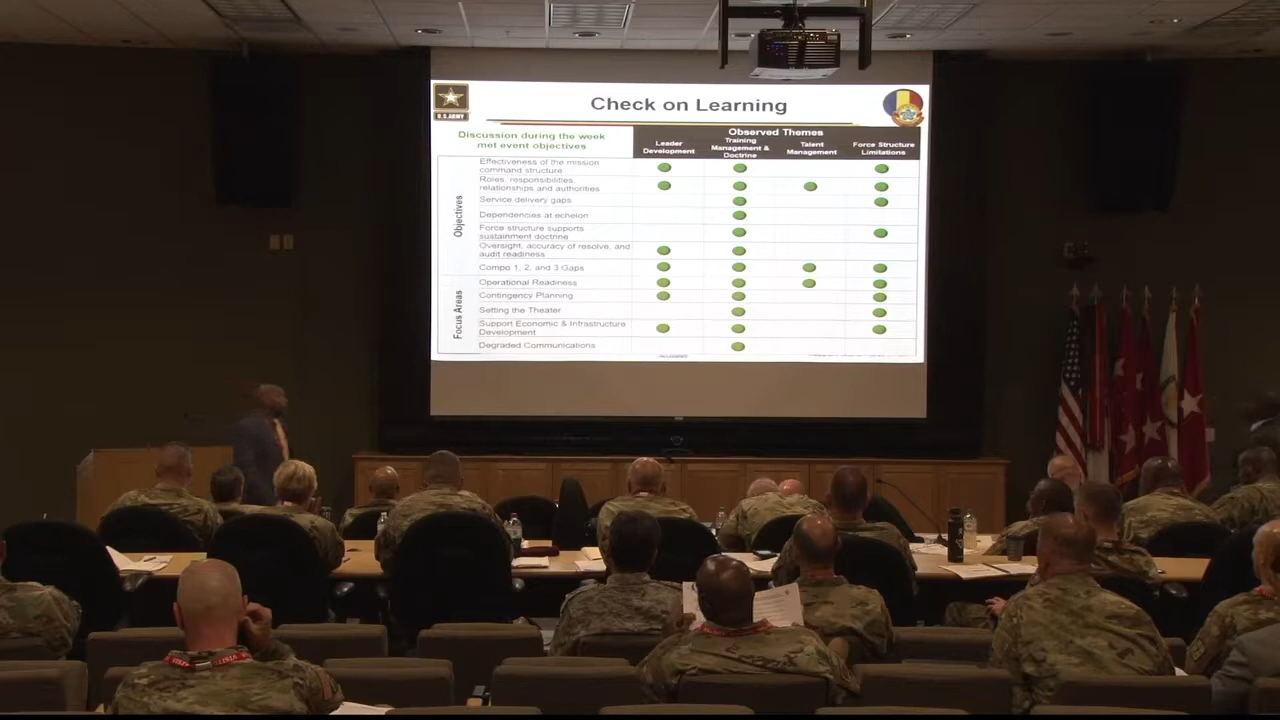 Check on Learning
U.S. ARMY
Discussion during the week
met event objectives
Observed Themes
Leader
Development
Training
Management &
Doctrine
Talent
Management
Force Structure
Limitations
Objectives
Effectiveness of the mission
command structure
Roles, responsibilities,
relationships and authorities
Service delivery gaps
Dependencies at echelon
Force structure supports
sustainment doctrine
Oversight, accuracy of resolve, and
audit readiness
Compo 1, 2, and 3 Gaps
Focus Areas
Operational Readiness
Contingency Planning
Setting the Theater
Support Economic & Infrastructure
Development
Degraded Communications